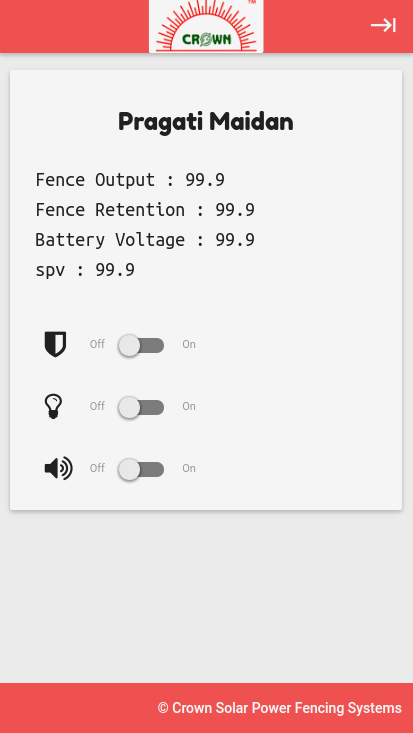 TM
CROWN
Pragati Maidan
Fence Output : 99.9
Fence Retention : 99.9
Battery Voltage : 99.9
spv : 99.9
Off On
Off On
Off On
© Crown Solar Power Fencing Systems